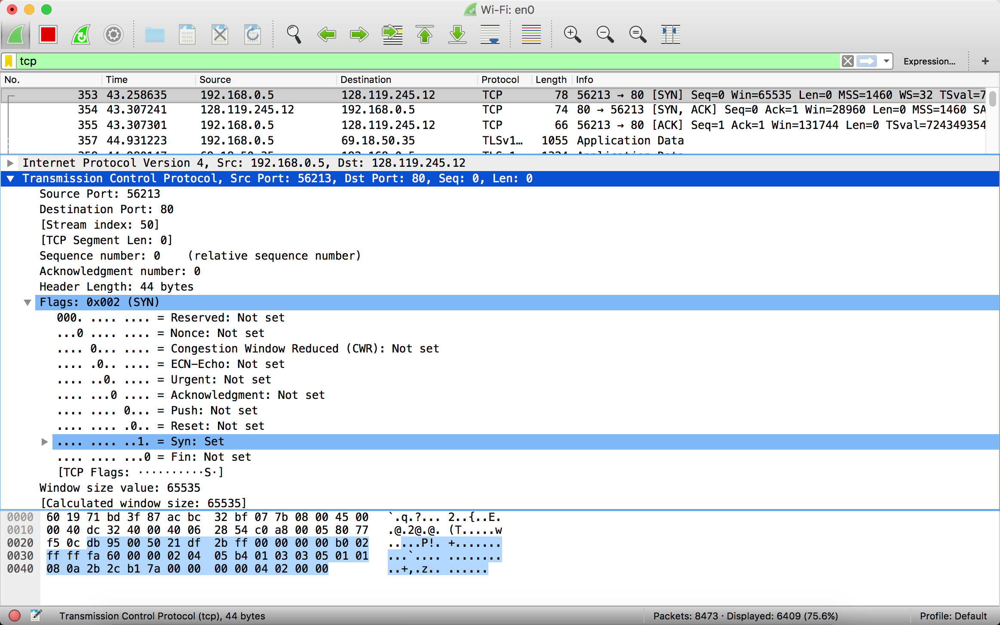 Wi-Fi: en0
tcp
Expression...
No. Time Source Destination Protocol Length Info
353 43.258635 192.168.0.5 128.119.245.12 TCP 78 56213 → 80 [SYN] Seq=0 Win=65535 Len=0 MSS=1460 WS=32 TSval=7
354 43.307241 128.119.245.12 192.168.0.5 TCP 74 80 → 56213 [SYN, ACK] Seq=0 Ack=1 Win=28960 Len=0 MSS=1460 SA
355 43.307301 192.168.0.5 128.119.245.12 TCP 66 56213 → 80 [ACK] Seq=1 Ack=1 Win=131744 Len=0 TSval=724349354
357 44.931223 192.168.0.5 69.18.50.35 TLSv1… 1055 Application Data
Internet Protocol Version 4, Src: 192.168.0.5, Dst: 128.119.245.12
Transmission Control Protocol, Src Port: 56213, Dst Port: 80, Seq: 0, Len: 0
Source Port: 56213
Destination Port: 80
[Stream index: 50]
[TCP Segment Len: 0]
Sequence number: 0 (relative sequence number)
Acknowledgment number: 0
Header Length: 44 bytes
Flags: 0x002 (SYN)
000. .... .... = Reserved: Not set
...0 .... .... = Nonce: Not set
.... 0... .... = Congestion Window Reduced (CWR): Not set
.... .0.. .... = ECN-Echo: Not set
.... ..0. .... = Urgent: Not set
.... ...0 .... = Acknowledgment: Not set
.... .... 0... = Push: Not set
.... .... .0.. = Reset: Not set
.... .... ..1. = Syn: Set
.... .... ...0 = Fin: Not set
[TCP Flags: ··········S·]
Window size value: 65535
[Calculated window size: 65535]
0000 60 19 71 bd 3f 87 ac bc 32 bf 07 7b 08 00 45 00 `.q.?... 2..{..E.
0010 00 40 dc 32 40 00 40 06 28 54 c0 a8 00 05 80 77 .@.2@.@. (T.....w
0020 f5 0c db 95 00 50 21 df 2b ff 00 00 00 00 b0 02 .....P!. +.......
0030 ff ff fa 60 00 00 02 04 05 b4 01 03 03 05 01 01 ...`.... ........
0040 08 0a 2b 2c b1 7a 00 00 00 00 04 02 00 00 ..+,.z.. ......
Transmission Control Protocol (tcp), 44 bytes
Packets: 8473 · Displayed: 6409 (75.6%)
Profile: Default